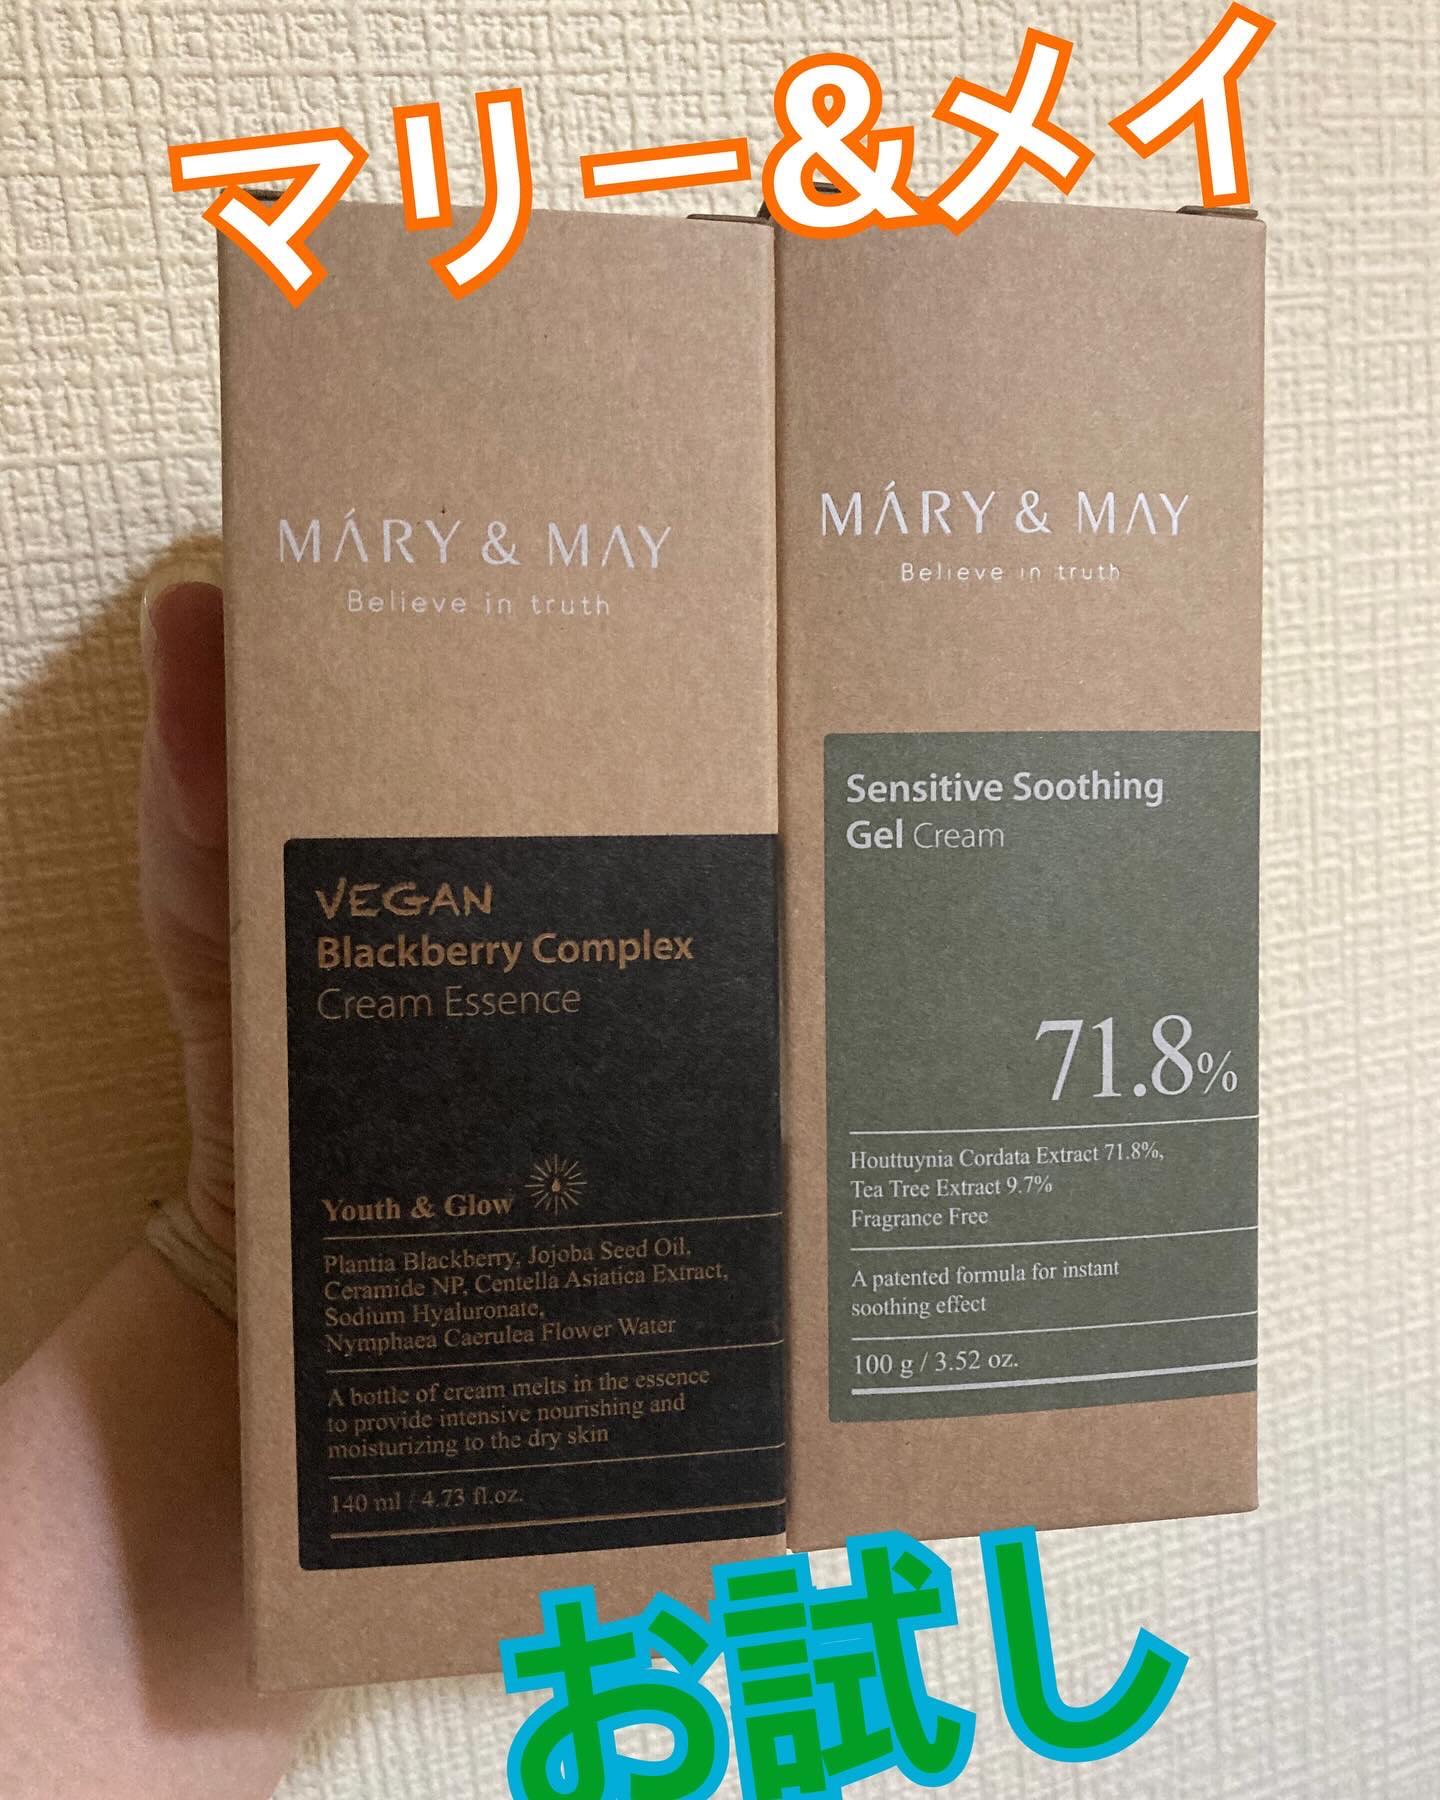 マリー&メイ
MÁRY & MAY
Believe in truth
VEGAN
Blackberry Complex
Cream Essence
Youth & Glow
Plantia Blackberry, Jojoba Seed Oil,
Ceramide NP, Centella Asiatica Extract,
Sodium Hyaluronate,
Nymphaea Caerulea Flower Water
A bottle of cream melts in the essence
to provide intensive nourishing and
moisturizing to the dry skin
140 ml / 4.73 fl.oz.
MÁRY & MAY
Believe in truth
Sensitive Soothing
Gel Cream
71.8%
Houttuynia Cordata Extract 71.8%,
Tea Tree Extract 9.7%
Fragrance Free
A patented formula for instant
soothing effect
100 g / 3.52 oz.
お試し